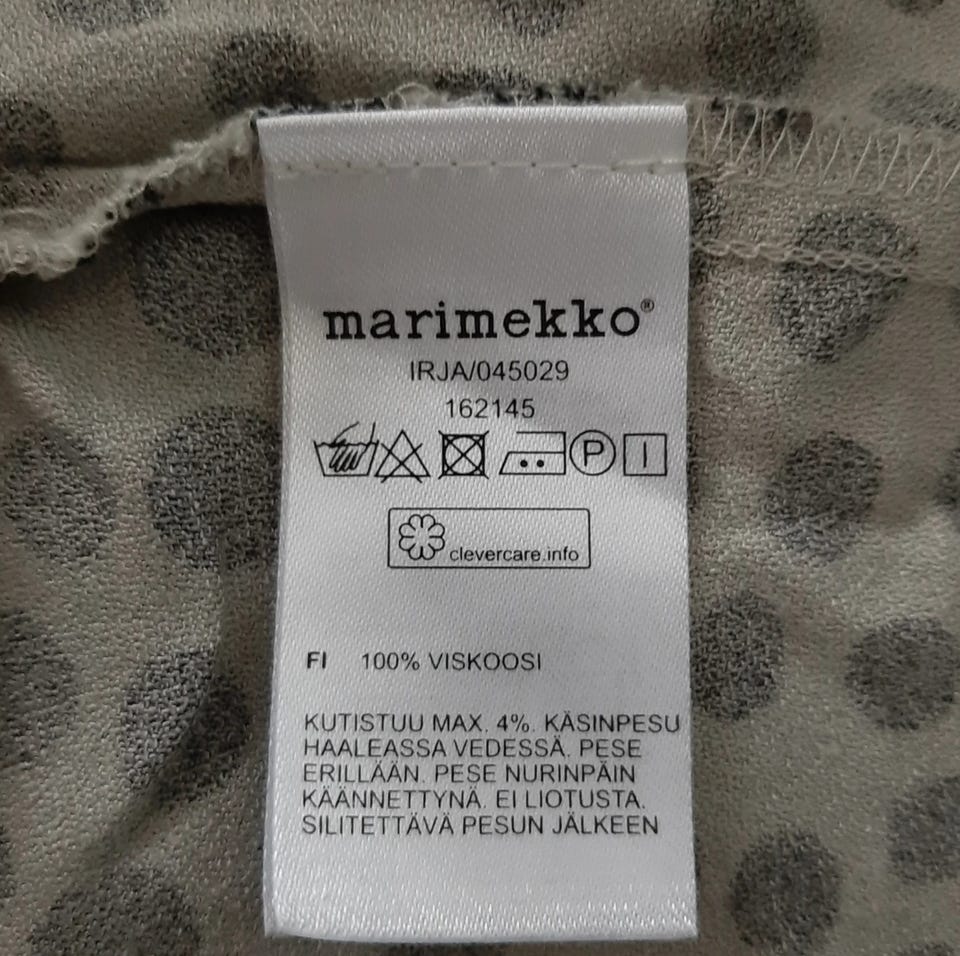 marimekko®
IRJA/045029
162145
P I
clevercare.info
FI 100% VISKOOSI
KUTISTUU MAX. 4%. KÄSINPESU
HAALEASSA VEDESSÄ. PESE
ERILLÄÄN. PESE NURINPÄIN
KÄÄNNETTYNÄ. EI LIOTUSTA.
SILITETTÄVÄ PESUN JÄLKEEN